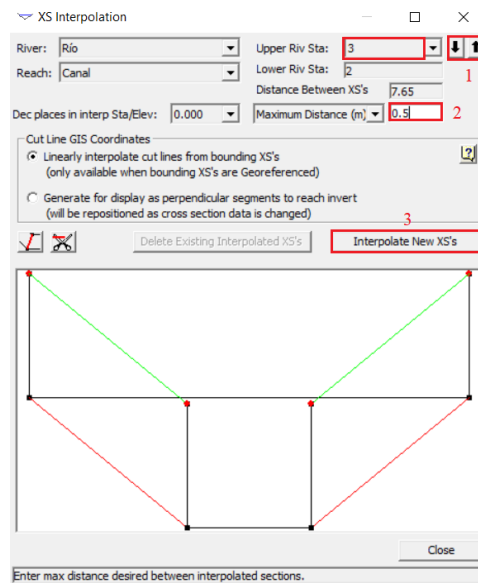 XS Interpolation
River: Río Upper Riv Sta: 3
1
Reach: Canal Lower Riv Sta: 2
Distance Between XS's 7.65
Dec places in interp Sta/Elev: 0.000 Maximum Distance (m) 0.5 2
Cut Line GIS Coordinates
Linearly interpolate cut lines from bounding XS's
(only available when bounding XS's are Georeferenced)
Generate for display as perpendicular segments to reach invert
(will be repositioned as cross section data is changed)
3
Delete Existing Interpolated XS's Interpolate New XS's
Close
Enter max distance desired between interpolated sections.